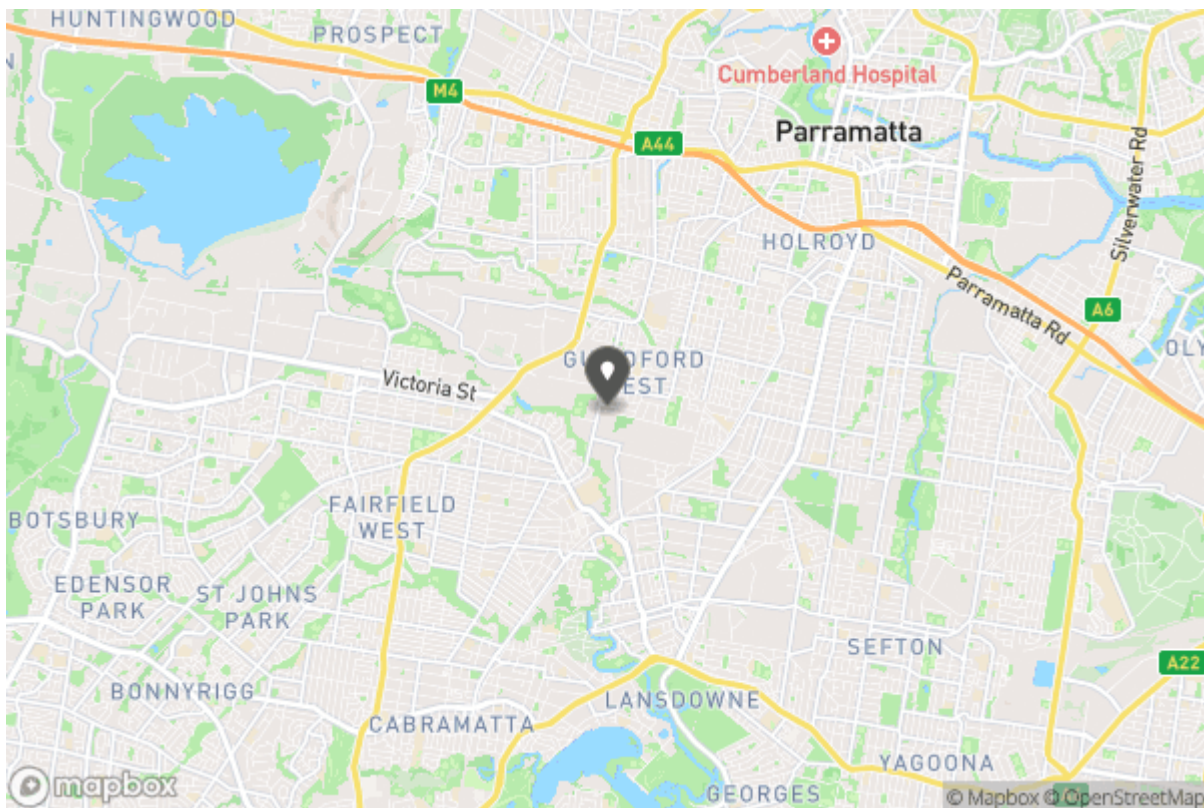 HUNTINGWOOD
PROSPECT
Cumberland Hospital
M4
Parramatta
A44
Silverwater Rd
HOLROYD
Parramatta Rd
A6
OLY
Victoria St
WEST
FAIRFIELD
WEST
BOTSBURY
EDENSOR
PARK
ST JOHNS
PARK
SEFTON
A22
BONNYRIGG
LANSDOWNE
CABRAMATTA
YAGOONA
GEORGES
mapbox
© Mapbox © OpenStreetMap